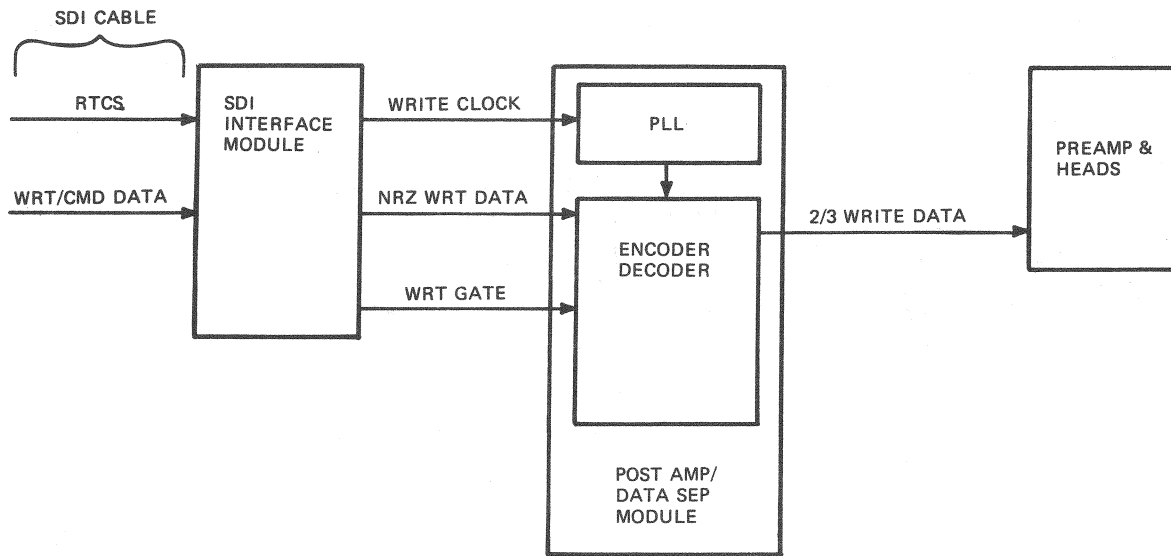 SDI CABLE
RTCS
WRT/CMD DATA
SDI
INTERFACE
MODULE
WRITE CLOCK
NRZ WRT DATA
WRT GATE
PLL
ENCODER
DECODER
POST AMP/
DATA SEP
MODULE
2/3 WRITE DATA
PREAMP &
HEADS